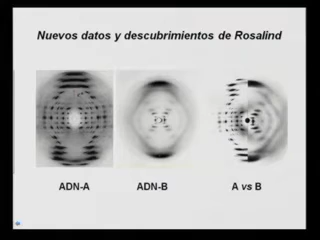 Nuevos datos y descubrimientos de Rosalind
ADN-A ADN-B A vs B